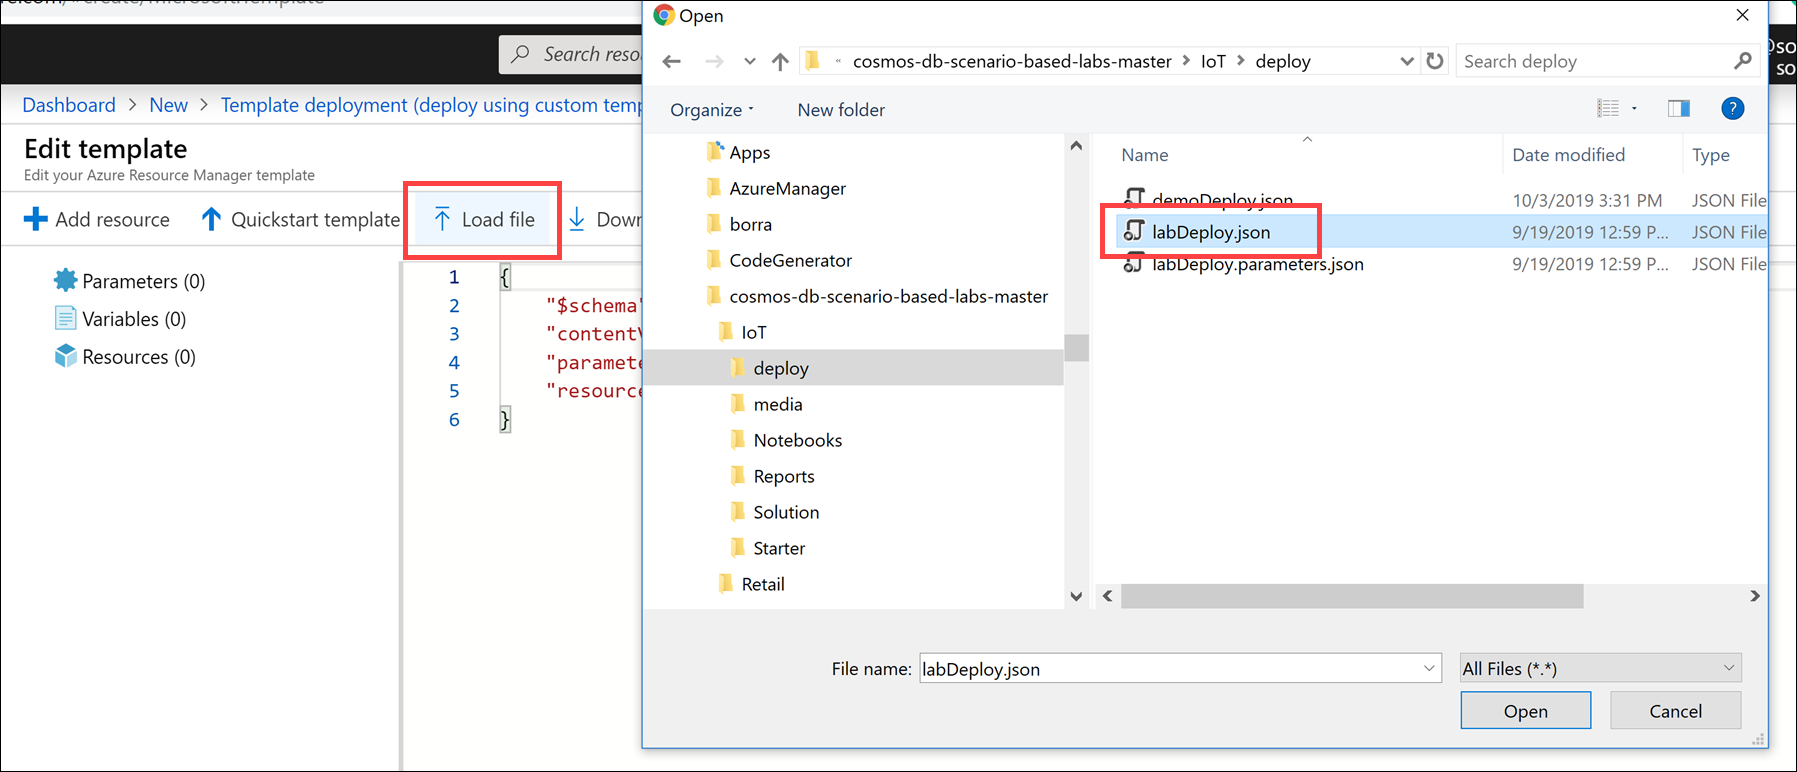 Open
Search reso
cosmos-db-scenario-based-labs-master > IoT > deploy
Search deploy
so
Dashboard > New > Template deployment (deploy using custom temp
Organize
New folder
?
Edit template
Edit your Azure Resource Manager template
Add resource
Quickstart template
Load file
Down
Parameters (0)
Variables (0)
Resources (0)
1 {
2 "$schema"
3 "content
4 "paramete
5 "resource
6 }
Apps
AzureManager
borra
CodeGenerator
cosmos-db-scenario-based-labs-master
IoT
deploy
media
Notebooks
Reports
Solution
Starter
Retail
Name Date modified Type
demoDeploy.json 10/3/2019 3:31 PM JSON File
labDeploy.json 9/19/2019 12:59 P... JSON File
labDeploy.parameters.json 9/19/2019 12:59 P... JSON File
File name: labDeploy.json
All Files (*.*)
Open
Cancel